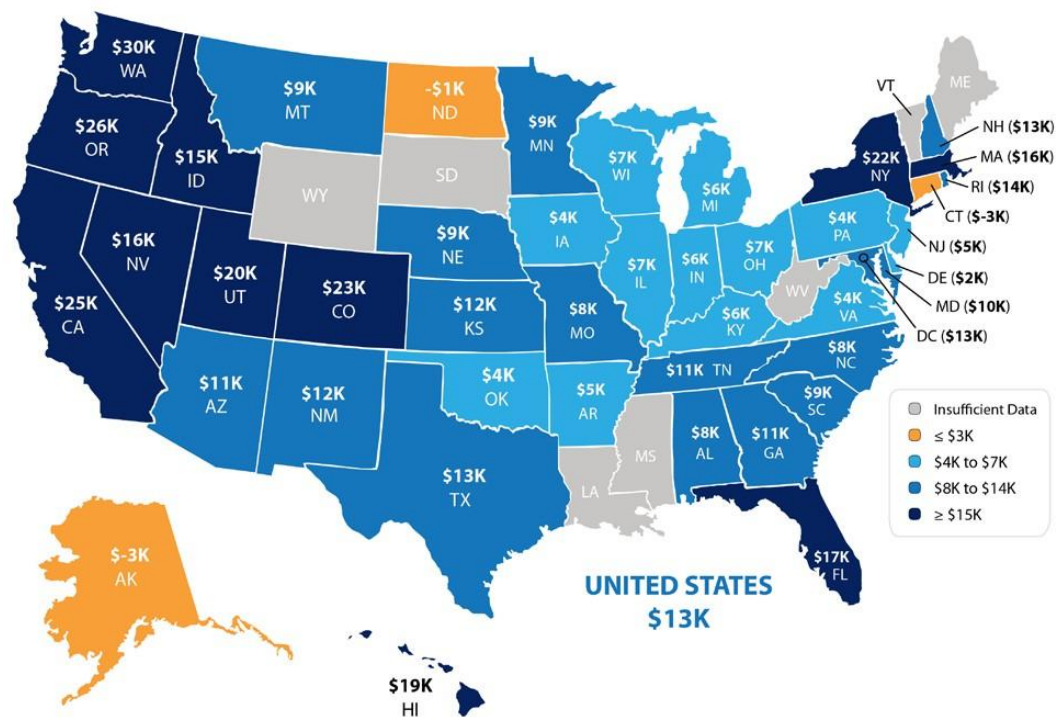 $30K
WA
$9K
MT
-$1K
ND
$9K
MN
VT
ME
NH ($13K)
$26K
OR
$15K
ID
WY
SD
$7K
WI
$6K
MI
$22K
NY
MA ($16K)
RI ($14K)
CT ($-3K)
$16K
NV
$20K
UT
$23K
CO
$9K
NE
$4K
IA
$7K
IL
$6K
IN
$7K
OH
$4K
PA
NJ ($5K)
DE ($2K)
MD ($10K)
DC ($13K)
$25K
CA
$12K
KS
$8K
MO
$6K
KY
WV
$4K
VA
$11K
AZ
$12K
NM
$4K
OK
$5K
AR
$11K TN
$8K
NC
$9K
SC
$13K
TX
LA
MS
$8K
AL
$11K
GA
$17K
FL
Insufficient Data
≤ $3K
$4K to $7K
$8K to $14K
≥ $15K
$-3K
AK
$19K
HI
UNITED STATES
$13K